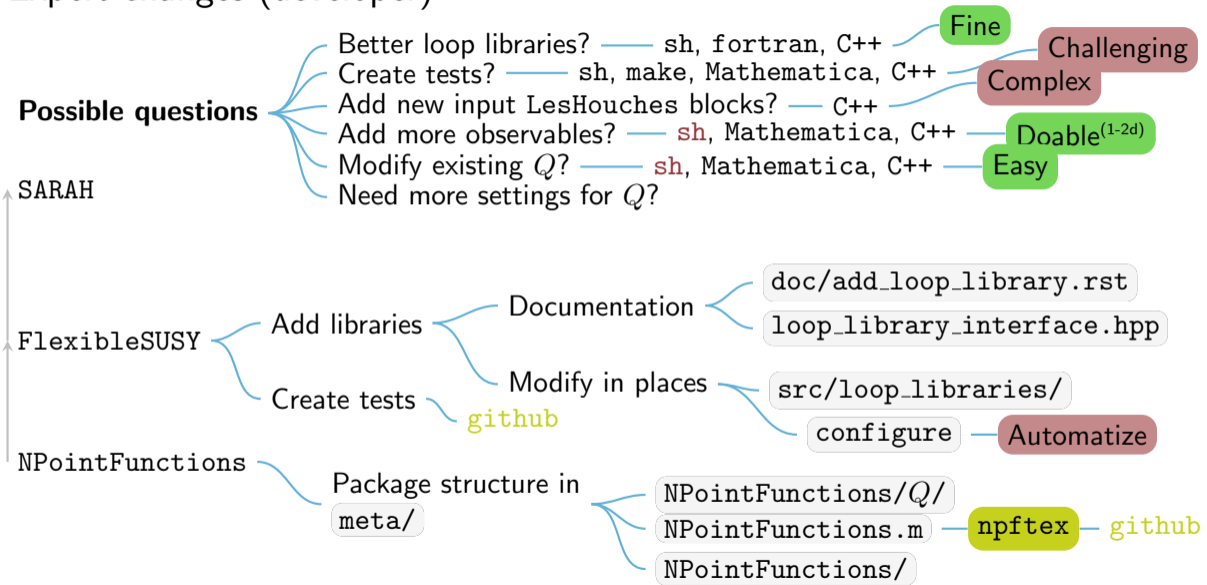 Expert changes (developer)
Possible questions
Better loop libraries? sh, fortran, C++ Fine
Create tests? sh, make, Mathematica, C++ Challenging
Add new input LesHouches blocks? C++ Complex
Add more observables? sh, Mathematica, C++ Doable(1-2d)
Modify existing Q? sh, Mathematica, C++ Easy
Need more settings for Q?
SARAH
FlexibleSUSY
Add libraries
Documentation
doc/add_loop_library.rst
loop_library_interface.hpp
Modify in places
src/loop_libraries/
configure Automatize
Create tests
github
NPointFunctions
Package structure in
meta/
NPointFunctions/Q/
NPointFunctions.m npftex github
NPointFunctions/